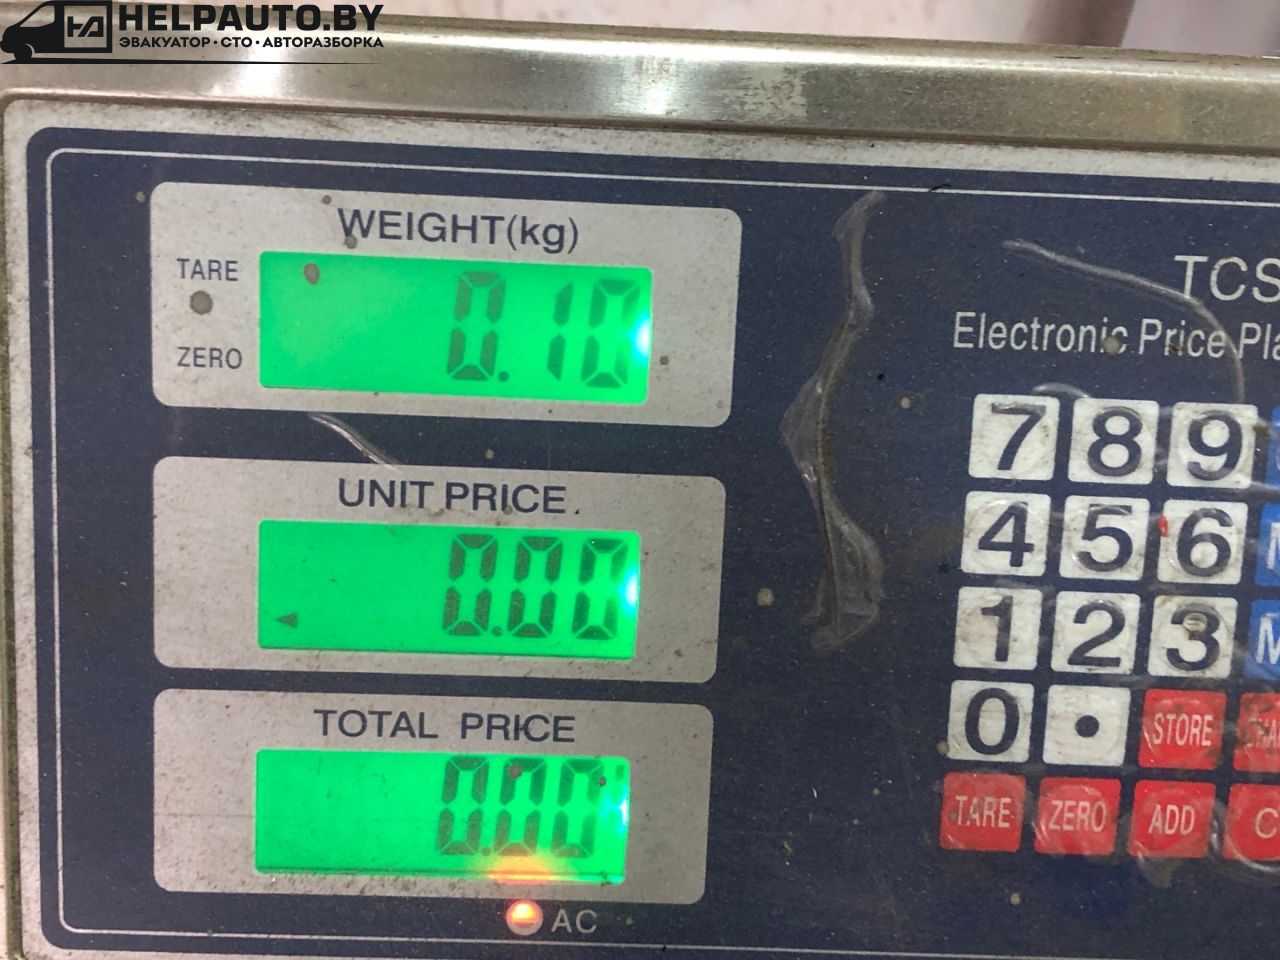 HELPAUTO.BY
ЭВАКУАТОР • СТО • АВТОРАЗБОРКА
WEIGHT(kg)
TARE
0.10
ZERO
TCS
Electronic Price
UNIT PRICE
0.00
TOTAL PRICE
0.00
AC
7 8 9
4 5 6
1 2 3
0 . STORE
TARE ZERO ADD